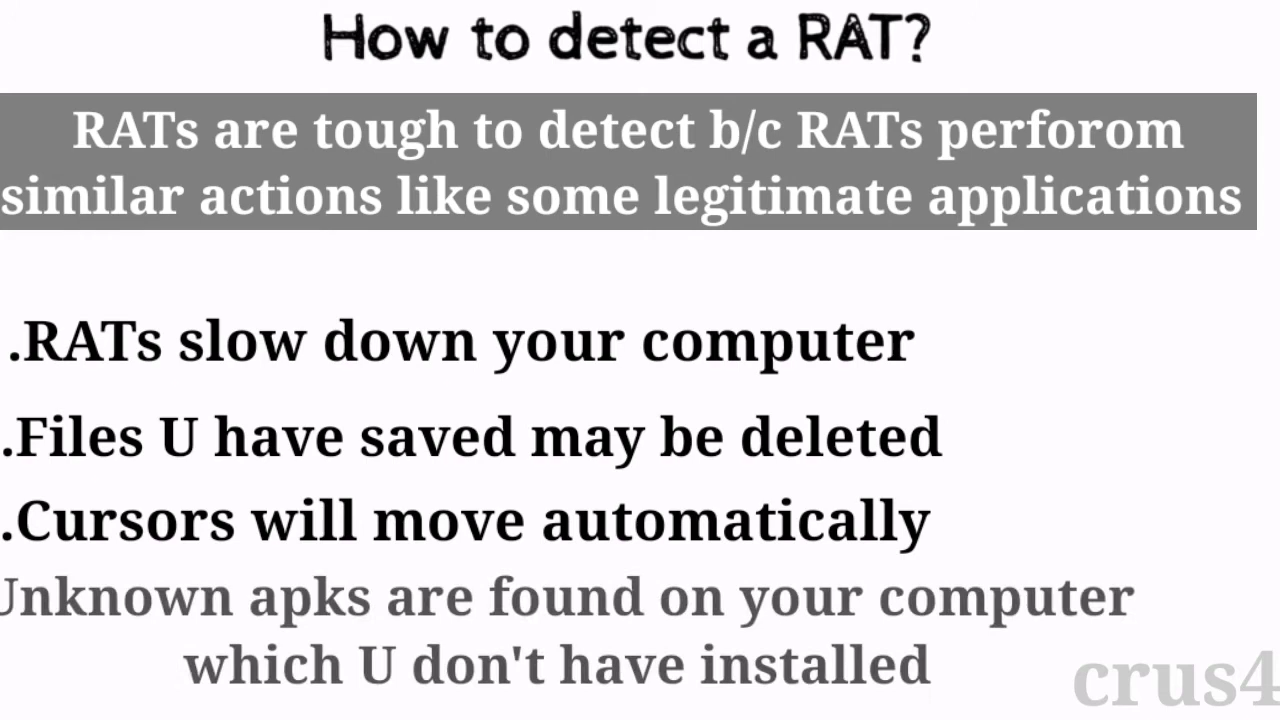 How to detect a RAT?
RATs are tough to detect b/c RATs perforom
similar actions like some legitimate applications
.RATs slow down your computer
.Files U have saved may be deleted
.Cursors will move automatically
Unknown apks are found on your computer
which U don't have installed
crus4